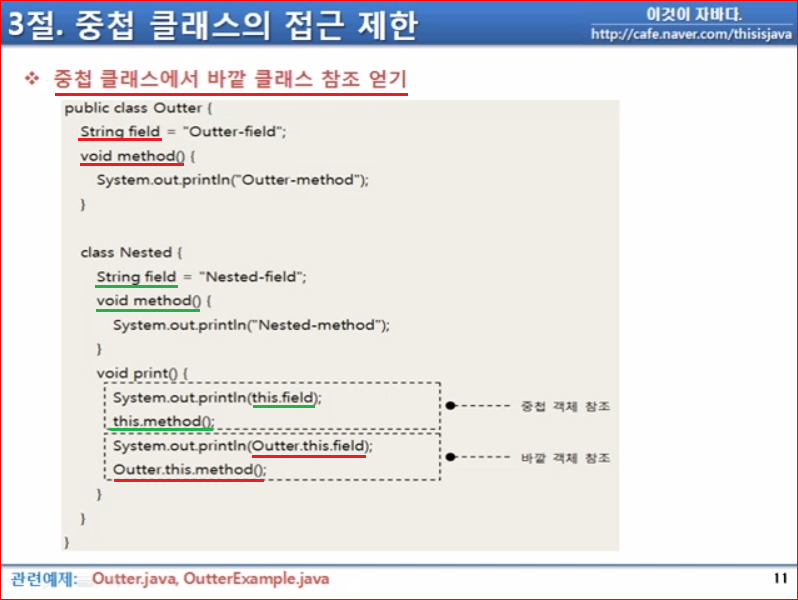 3절. 중첩 클래스의 접근 제한
이것이 자바다.
http://cafe.naver.com/thisisjava
❖ 중첩 클래스에서 바깥 클래스 참조 얻기
public class Outter {
String field = "Outter-field";
void method() {
System.out.println("Outter-method");
}
class Nested {
String field = "Nested-field";
void method() {
System.out.println("Nested-method");
}
void print() {
System.out.println(this.field);
this.method();
중첩 객체 참조
System.out.println(Outter.this.field);
Outter.this.method();
바깥 객체 참조
}
}
}
관련예제: Outter.java, OutterExample.java
11